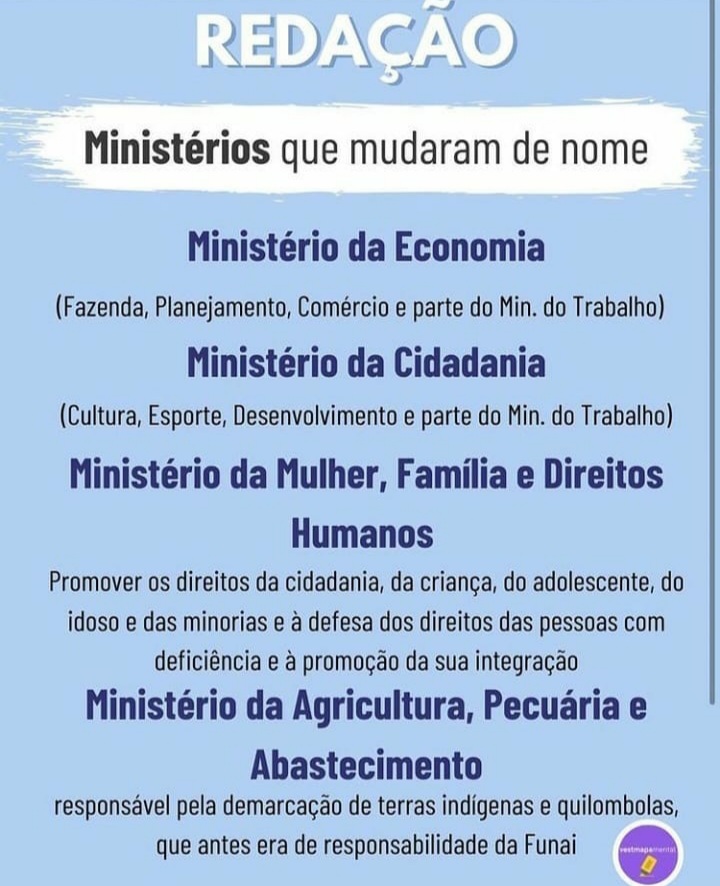 REDAÇÃO
Ministérios que mudaram de nome
Ministério da Economia
(Fazenda, Planejamento, Comércio e parte do Min. do Trabalho)
Ministério da Cidadania
(Cultura, Esporte, Desenvolvimento e parte do Min. do Trabalho)
Ministério da Mulher, Família e Direitos
Humanos
Promover os direitos da cidadania, da criança, do adolescente, do
idoso e das minorias e à defesa dos direitos das pessoas com
deficiência e à promoção da sua integração
Ministério da Agricultura, Pecuária e
Abastecimento
responsável pela demarcação de terras indígenas e quilombolas,
que antes era de responsabilidade da Funai
vestmapamental